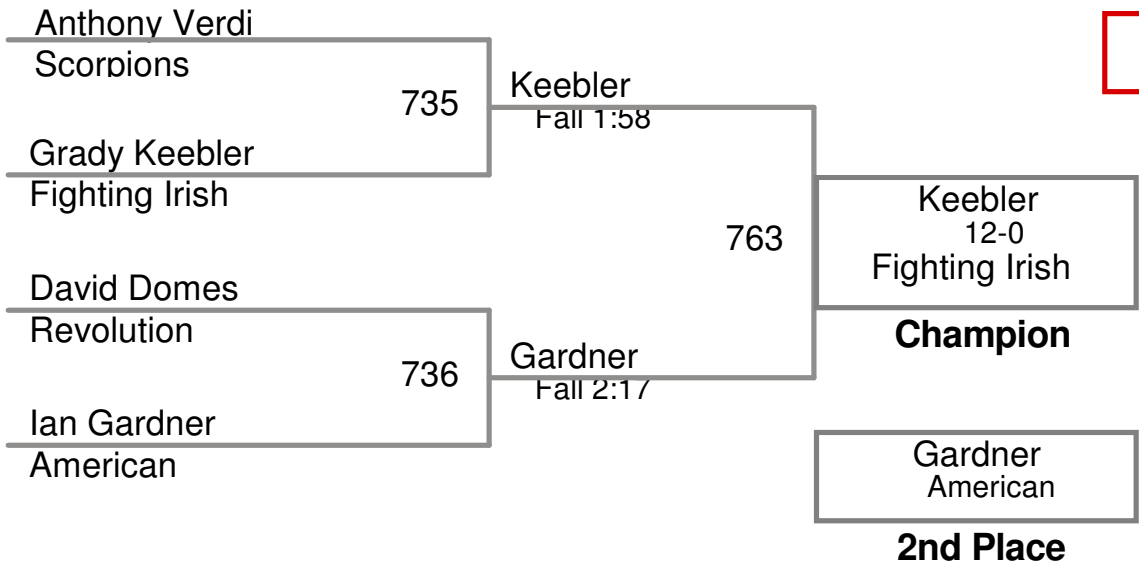 Anthony Verdi
Scorpions
735
Keebler
Fall 1:58
Grady Keebler
Fighting Irish
763
Keebler
12-0
Fighting Irish
Champion
David Domes
Revolution
736
Gardner
Fall 2:17
Ian Gardner
American
Gardner
American
2nd Place